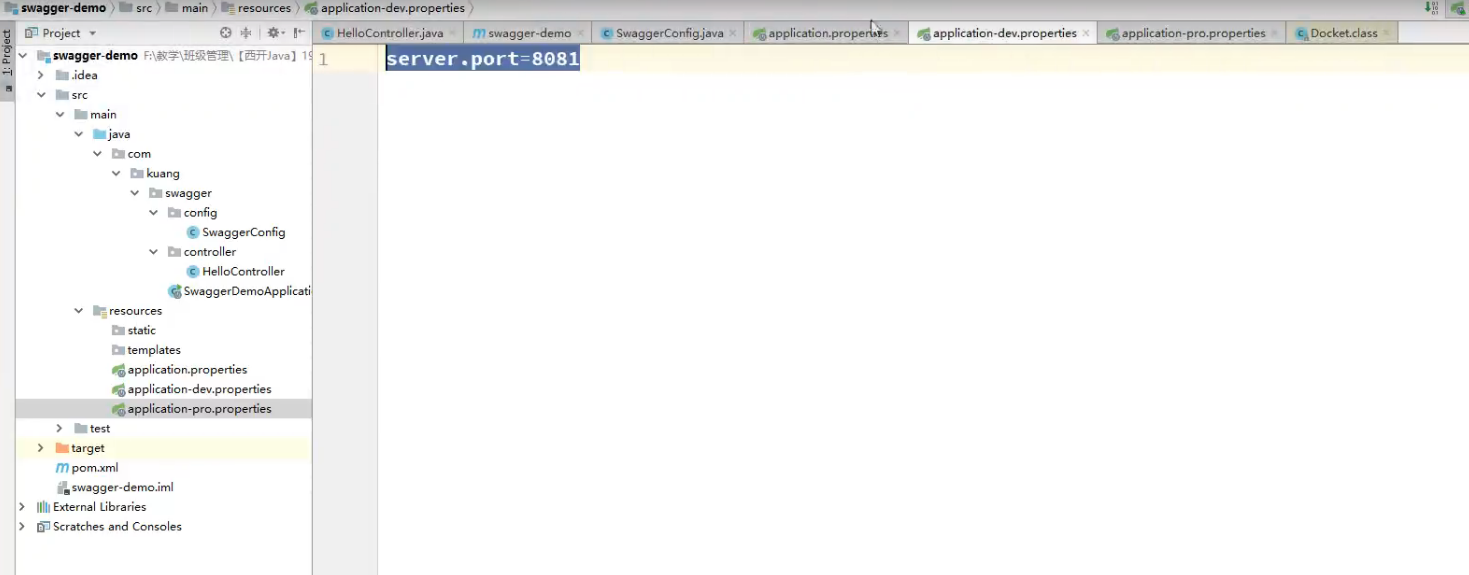 swagger-demo src main resources application-dev.properties
1: Project
Project
HelloController.java swagger-demo SwaggerConfig.java application.properties application-dev.properties application-pro.properties Docket.class
swagger-demo F:\教学\班级管理\【西开Java】19
1 server.port=8081
.idea
src
main
java
com
kuang
swagger
config
SwaggerConfig
controller
HelloController
SwaggerDemoApplicati
resources
static
templates
application.properties
application-dev.properties
application-pro.properties
test
target
pom.xml
swagger-demo.iml
External Libraries
Scratches and Consoles